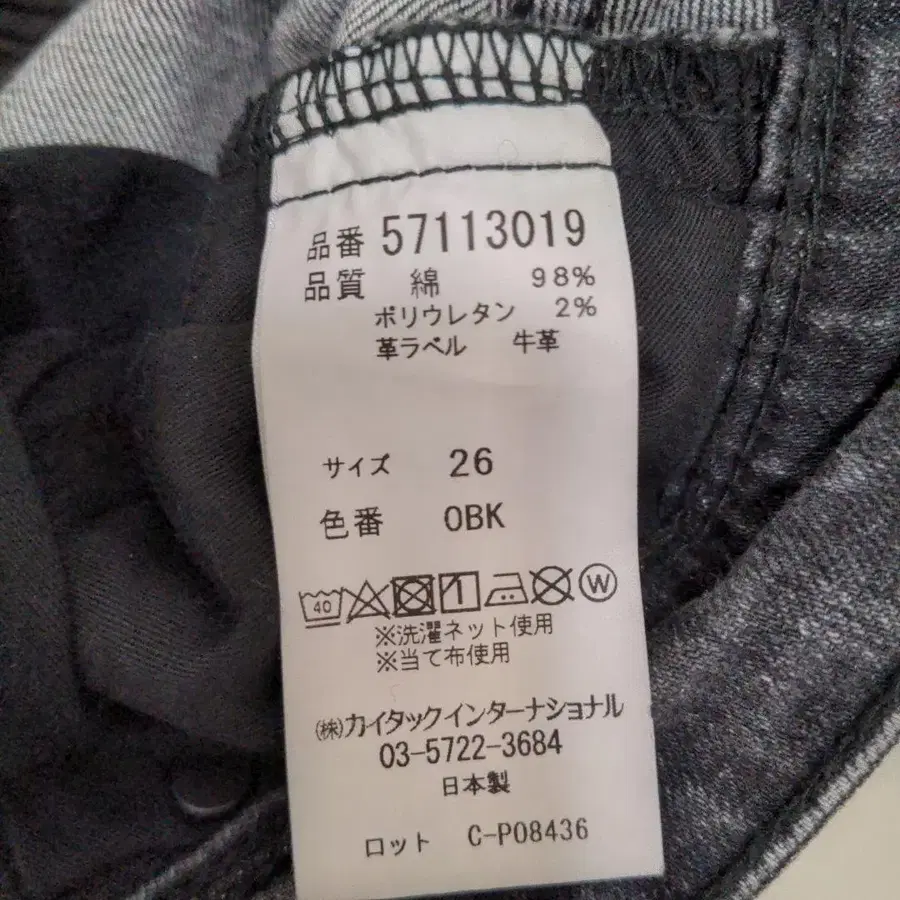 品番 57113019
品質 綿 98%
ポリウレタン 2%
革ラベル 牛革
サイズ 26
色番 0BK
40 W
※洗濯ネット使用
※当て布使用
㈱カイタックインターナショナル
03-5722-3684
日本製
ロット C-P08436